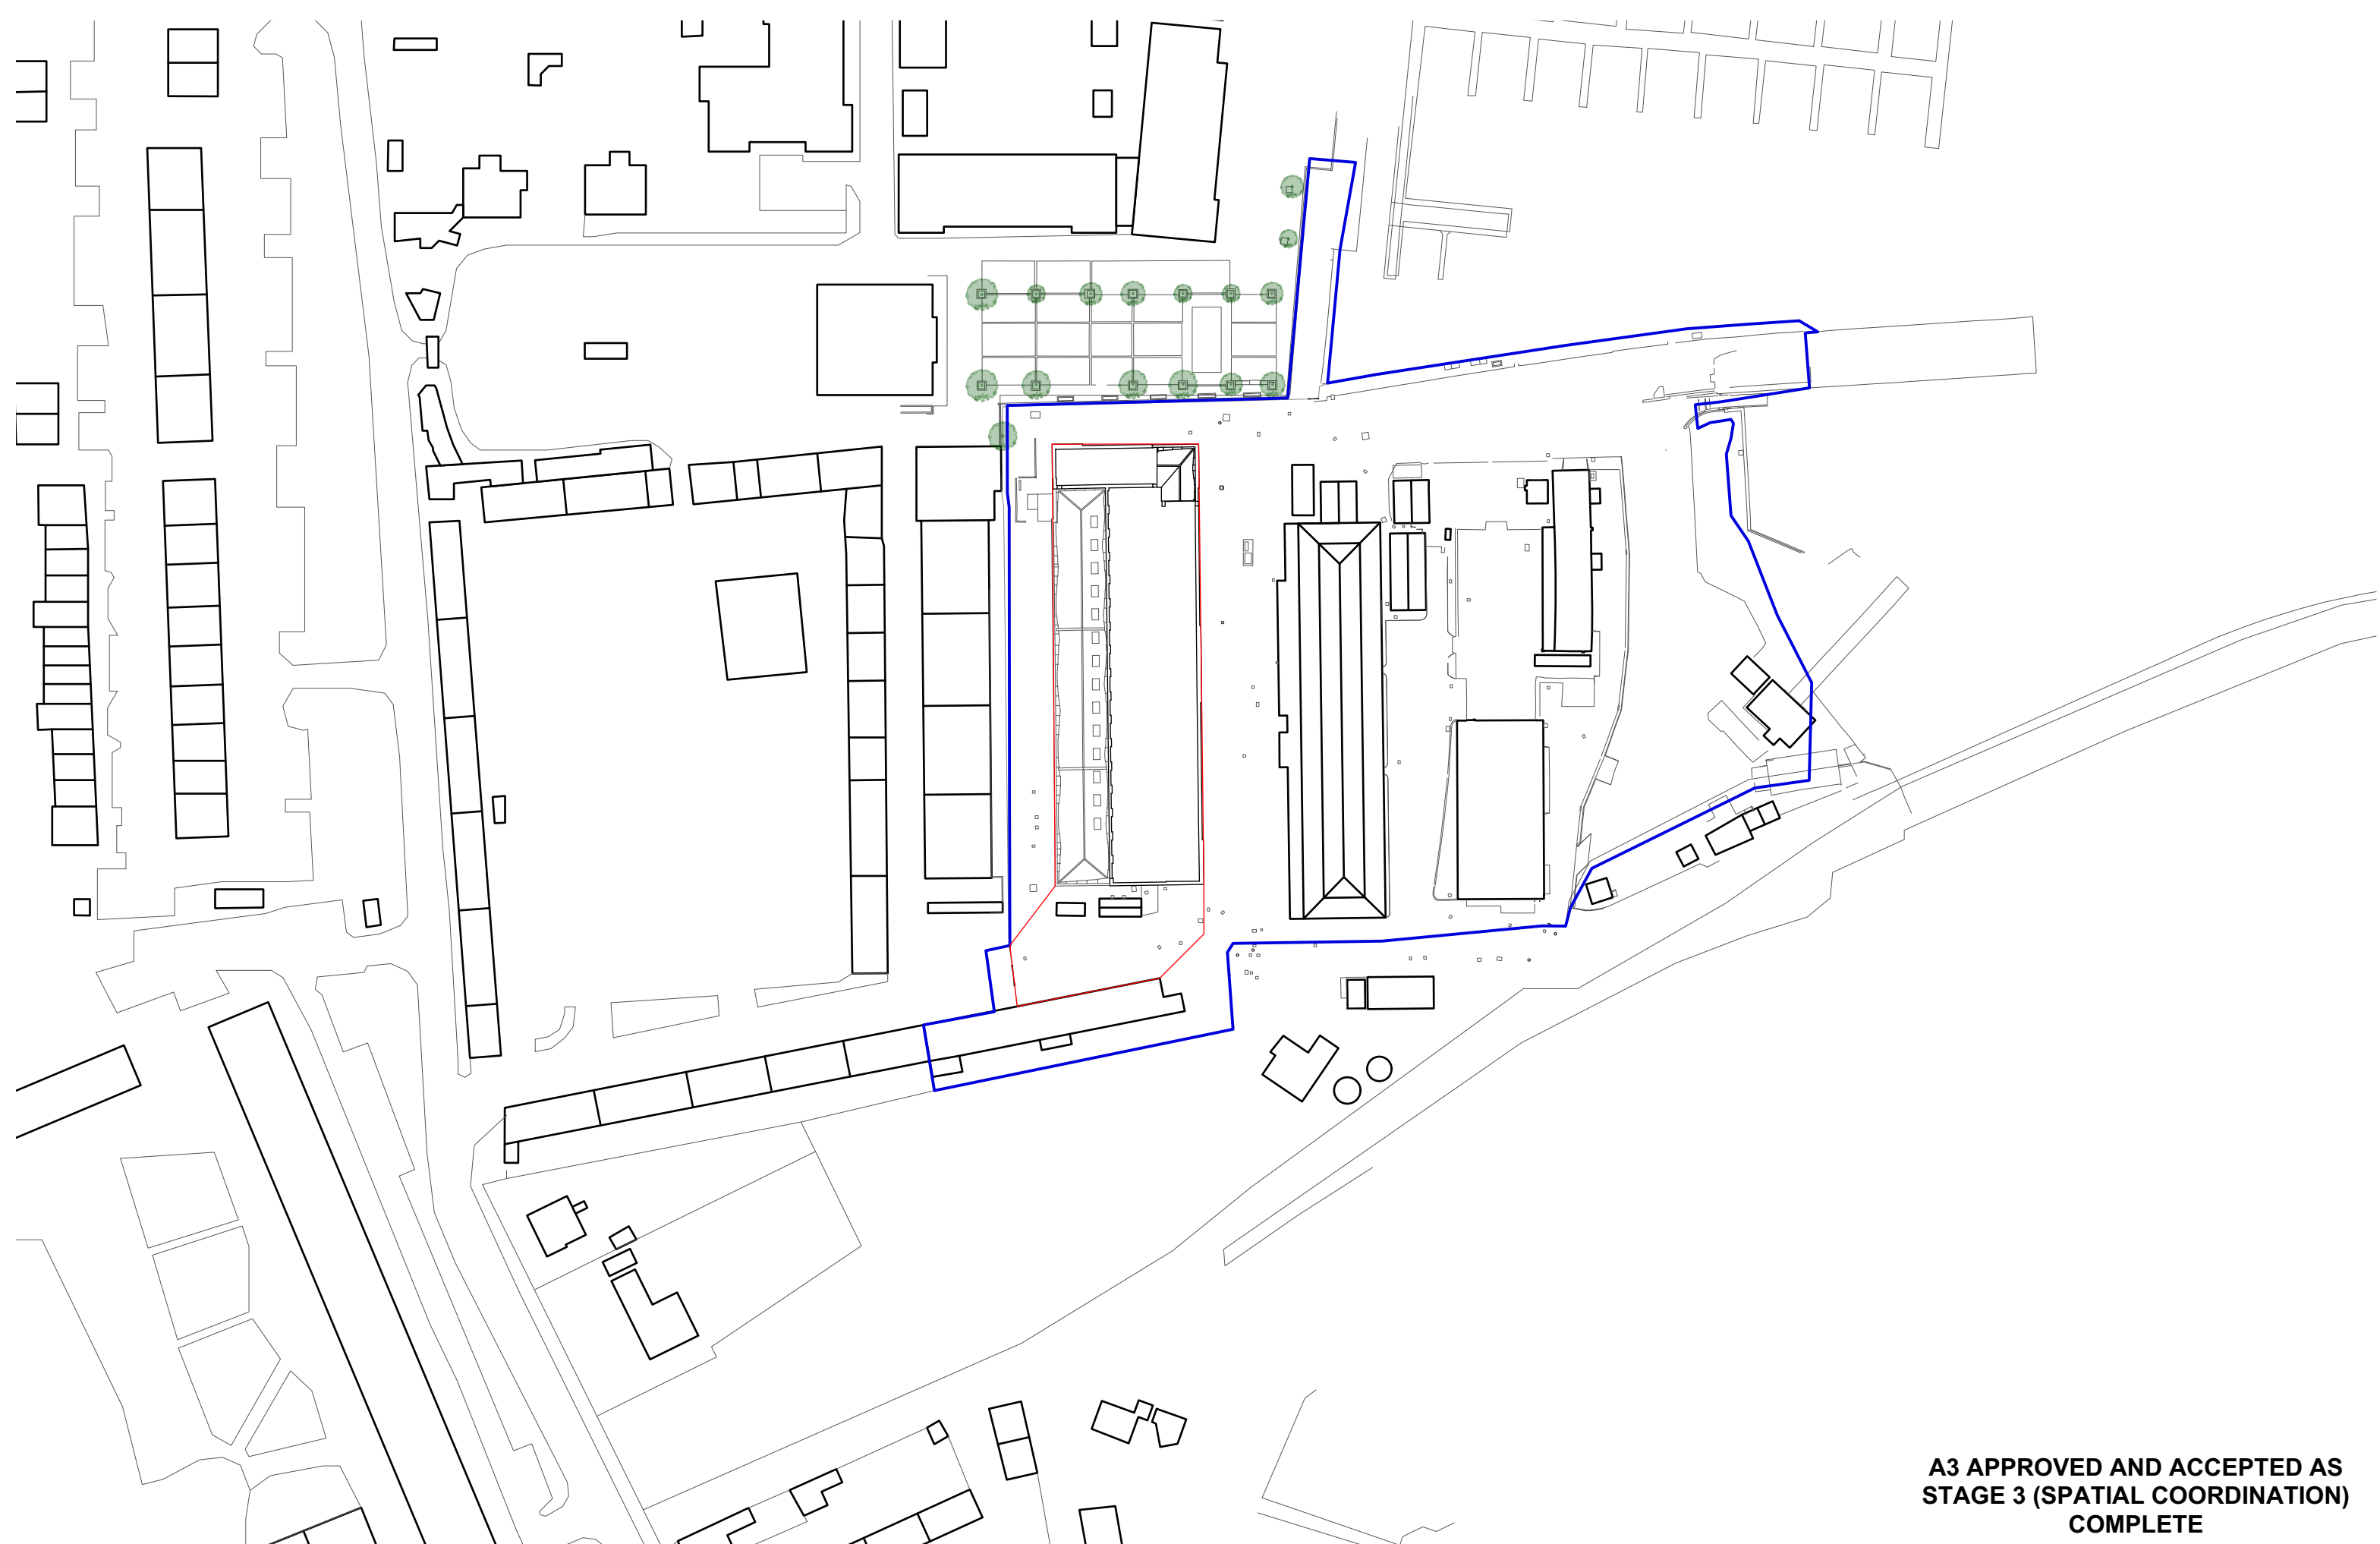 A3 APPROVED AND ACCEPTED AS
STAGE 3 (SPATIAL COORDINATION)
COMPLETE